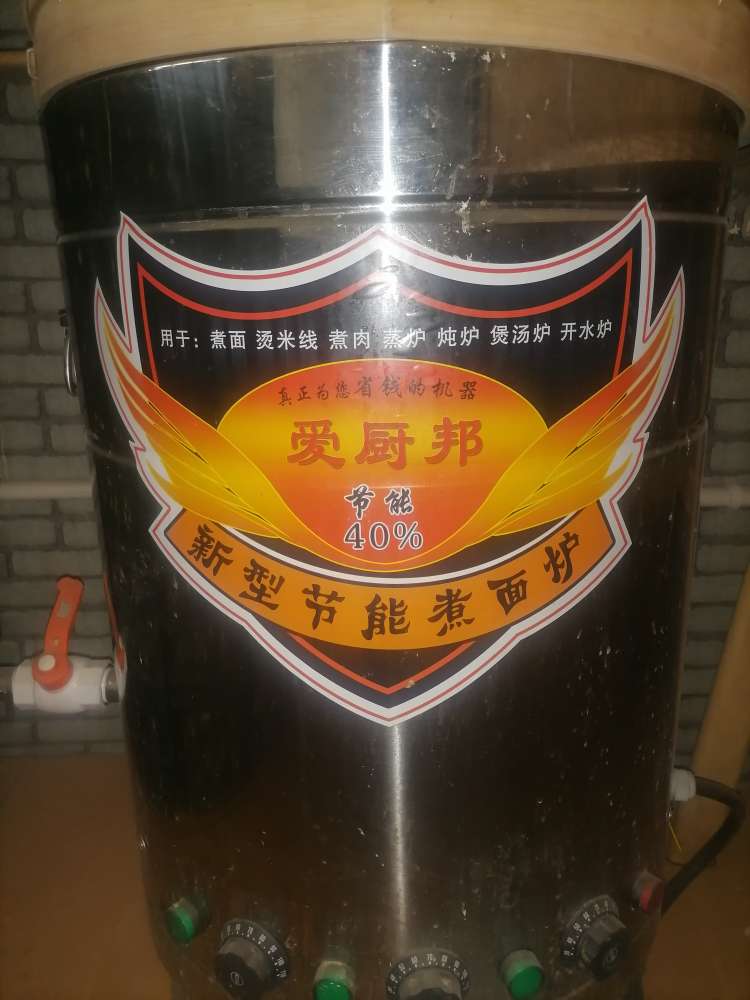 用于：煮面 烫米线 煮肉 蒸炉 炖炉 煲汤炉 开水炉
真正为您省钱的机器
爱厨邦
节能
40%
新型节能煮面炉